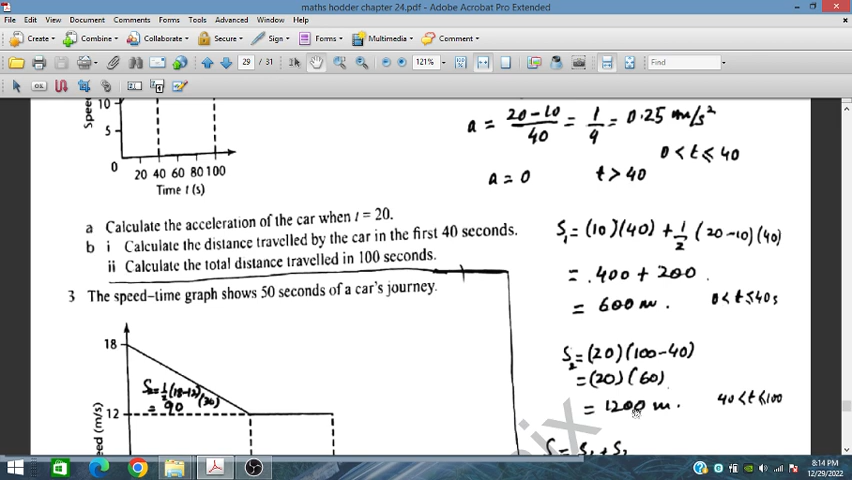 maths hodder chapter 24.pdf - Adobe Acrobat Pro Extended
File Edit View Document Comments Forms Tools Advanced Window Help
Create Combine Collaborate Secure Sign Forms Multimedia Comment
29 / 31 121% Find
Speed
10
5
0
20 40 60 80 100
Time t (s)
a = 20-10/40 = 1/4 = 0.25 m/s²
0 < t ≤ 40
a = 0 t > 40
a Calculate the acceleration of the car when t = 20.
b i Calculate the distance travelled by the car in the first 40 seconds.
ii Calculate the total distance travelled in 100 seconds.
S₁ = (10)(40) + 1/2 (20-10)(40)
= 400 + 200
= 600 m. 0 < t ≤ 40s
3 The speed–time graph shows 50 seconds of a car's journey.
18
12
(m/s)
= 90
S₂ = (20)(100-40)
= (20)(60)
= 1200 m. 40 < t ≤ 100
S = S₁ + S₂
8:14 PM
12/29/2022